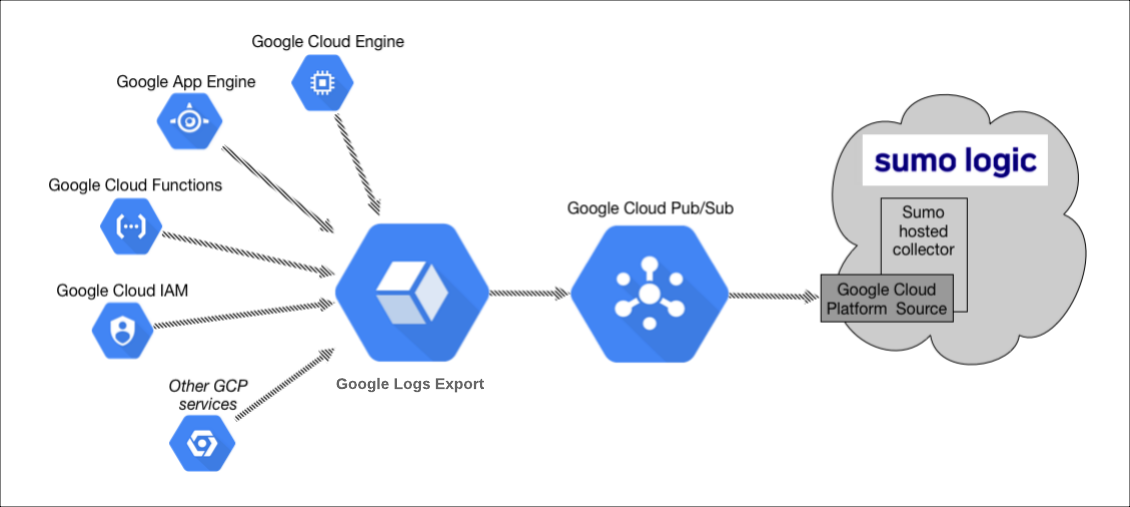 Google Cloud Engine
Google App Engine
Google Cloud Functions
Google Cloud IAM
Other GCP
services
Google Logs Export
Google Cloud Pub/Sub
sumo logic
Sumo
hosted
collector
Google Cloud
Platform Source